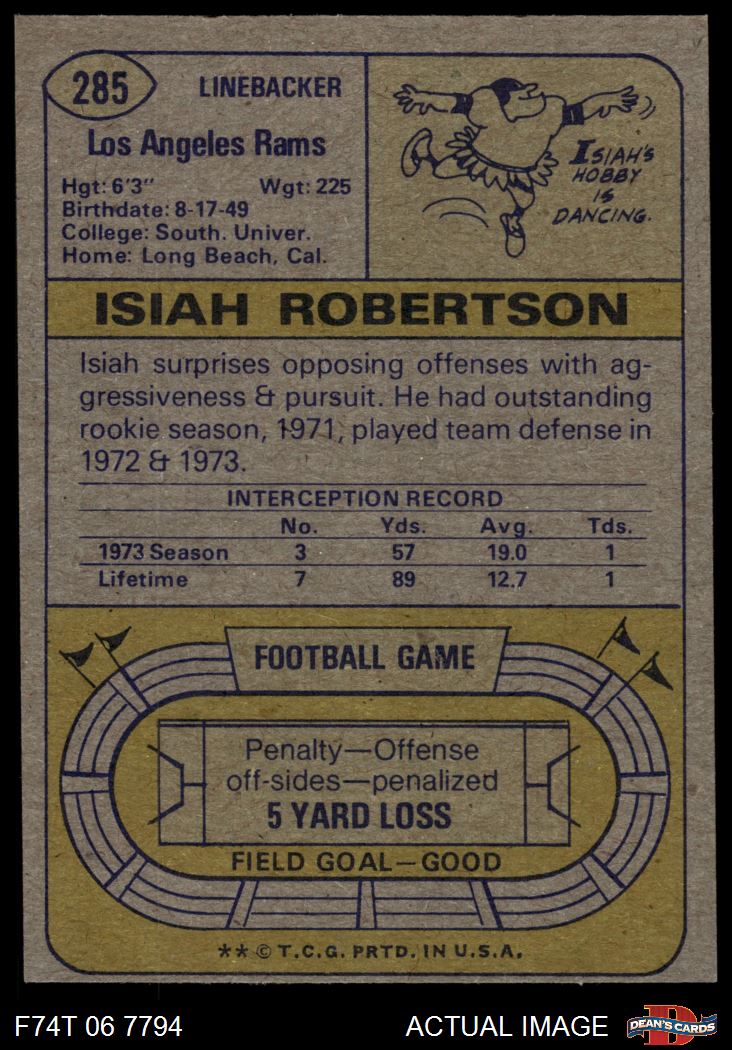 285
LINEBACKER
Los Angeles Rams
Hgt: 6'3" Wgt: 225
Birthdate: 8-17-49
College: South. Univer.
Home: Long Beach, Cal.
ISIAH'S
HOBBY
IS
DANCING.
ISIAH ROBERTSON
Isiah surprises opposing offenses with ag-
gressiveness & pursuit. He had outstanding
rookie season, 1971, played team defense in
1972 & 1973.
INTERCEPTION RECORD
No. Yds. Avg. Tds.
1973 Season 3 57 19.0 1
Lifetime 7 89 12.7 1
FOOTBALL GAME
Penalty—Offense
off-sides—penalized
5 YARD LOSS
FIELD GOAL—GOOD
** © T.C.G. PRTD. IN U.S.A.
F74T 06 7794 ACTUAL IMAGE
D
DEAN'S CARDS